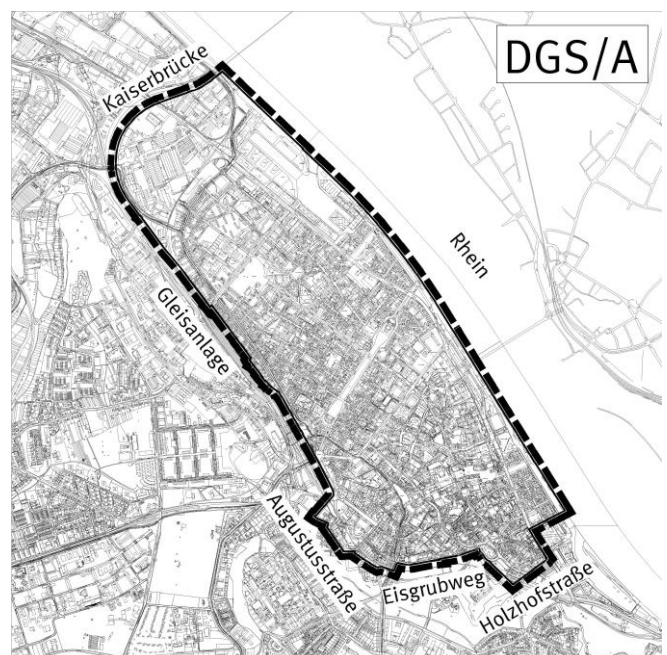 DGS/A
Kaiserbrücke
Rhein
Gleisanlage
Augustusstraße
Eisgrubweg
Holzhofstraße